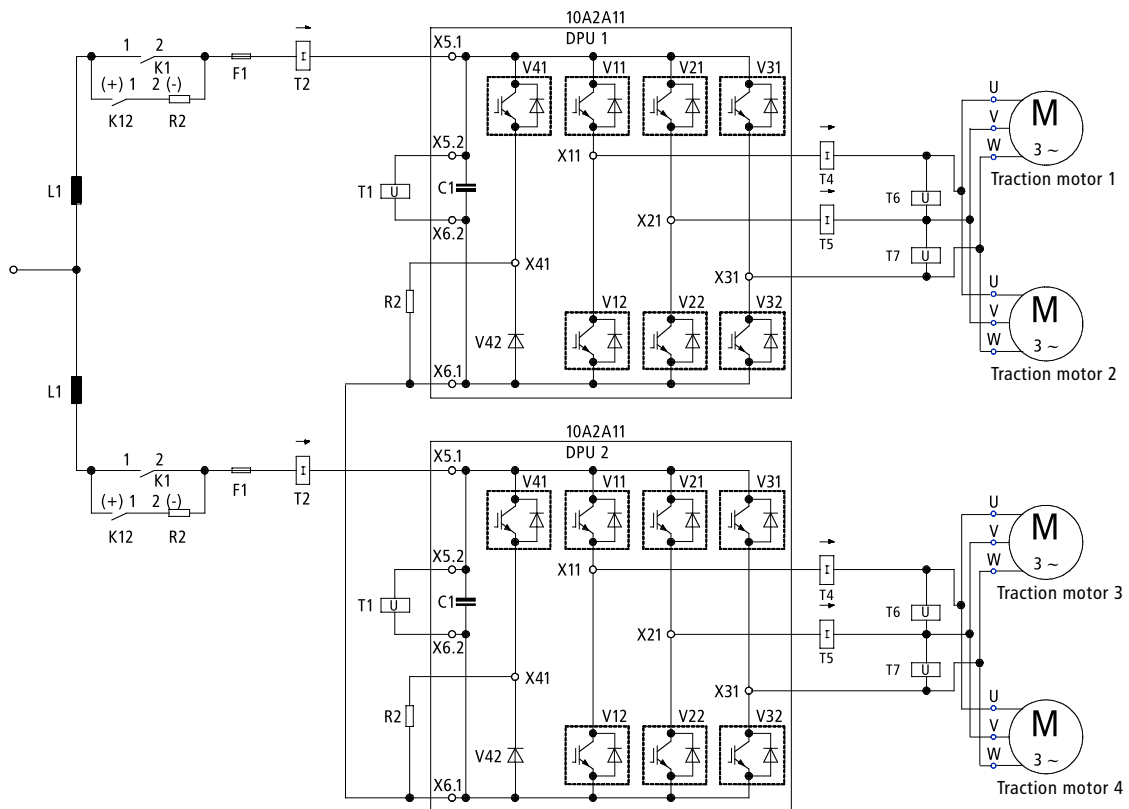 10A2A11
DPU 1
1 2
K1
(+) 1 2 (-)
K12 R2
F1
T2
I
X5.1
V41 V11 V21 V31
X5.2
T1 U C1
X6.2
X11
X21
X41
X31
R2
V42
V12 V22 V32
X6.1
I
T4
I
T5
T6 U
T7 U
U
V
W
M
3 ~
Traction motor 1
U
V
W
M
3 ~
Traction motor 2
L1
L1
10A2A11
DPU 2
1 2
K1
(+) 1 2 (-)
K12 R2
F1
T2
I
X5.1
V41 V11 V21 V31
X5.2
T1 U C1
X6.2
X11
X21
X41
X31
R2
V42
V12 V22 V32
X6.1
I
T4
I
T5
T6 U
T7 U
U
V
W
M
3 ~
Traction motor 3
U
V
W
M
3 ~
Traction motor 4